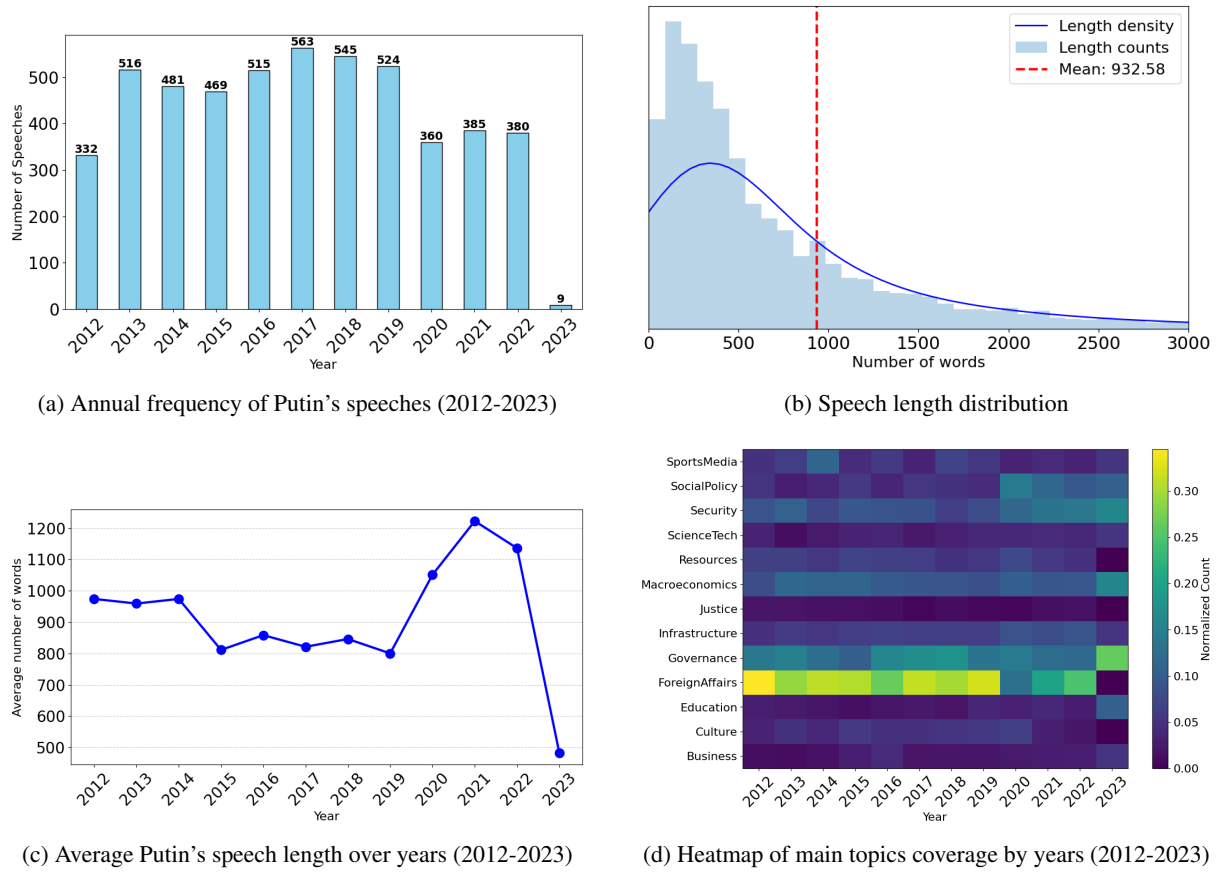 563
545
516
524
515
481
469
385
380
360
332
9
500
400
300
200
100
0
Number of Speeches
2012 2013 2014 2015 2016 2017 2018 2019 2020 2021 2022 2023
Year
(a) Annual frequency of Putin's speeches (2012-2023)
Length density
Length counts
Mean: 932.58
0 500 1000 1500 2000 2500 3000
Number of words
(b) Speech length distribution
1200
1100
1000
900
800
700
600
500
Average number of words
2012 2013 2014 2015 2016 2017 2018 2019 2020 2021 2022 2023
Year
(c) Average Putin's speech length over years (2012-2023)
SportsMedia
SocialPolicy
Security
ScienceTech
Resources
Macroeconomics
Justice
Infrastructure
Governance
ForeignAffairs
Education
Culture
Business
2012 2013 2014 2015 2016 2017 2018 2019 2020 2021 2022 2023
Year
0.30
0.25
0.20
0.15
0.10
0.05
0.00
Normalized Count
(d) Heatmap of main topics coverage by years (2012-2023)